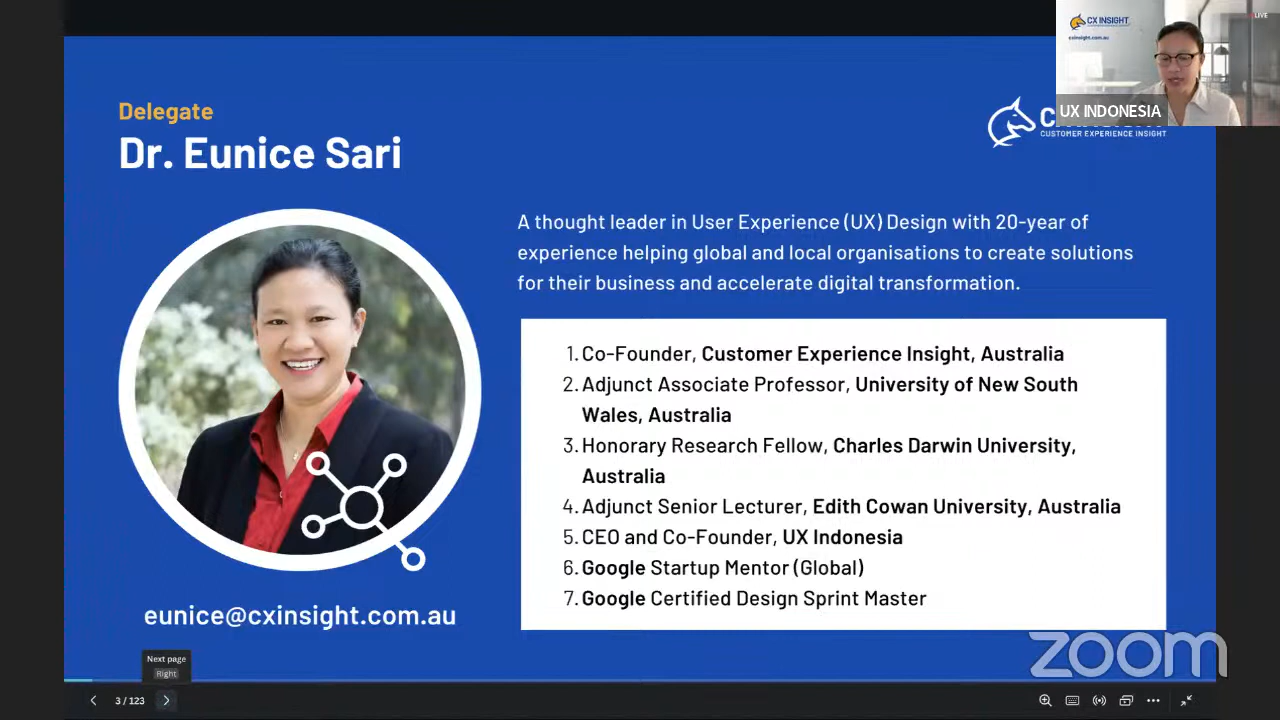 CX INSIGHT
cxinsight.com.au
LIVE
UX INDONESIA
Delegate
Dr. Eunice Sari
CUSTOMER EXPERIENCE INSIGHT
A thought leader in User Experience (UX) Design with 20-year of
experience helping global and local organisations to create solutions
for their business and accelerate digital transformation.
1. Co-Founder, Customer Experience Insight, Australia
2. Adjunct Associate Professor, University of New South
Wales, Australia
3. Honorary Research Fellow, Charles Darwin University,
Australia
4. Adjunct Senior Lecturer, Edith Cowan University, Australia
5. CEO and Co-Founder, UX Indonesia
6. Google Startup Mentor (Global)
7. Google Certified Design Sprint Master
eunice@cxinsight.com.au
zoom
Next page
Right
3 / 123